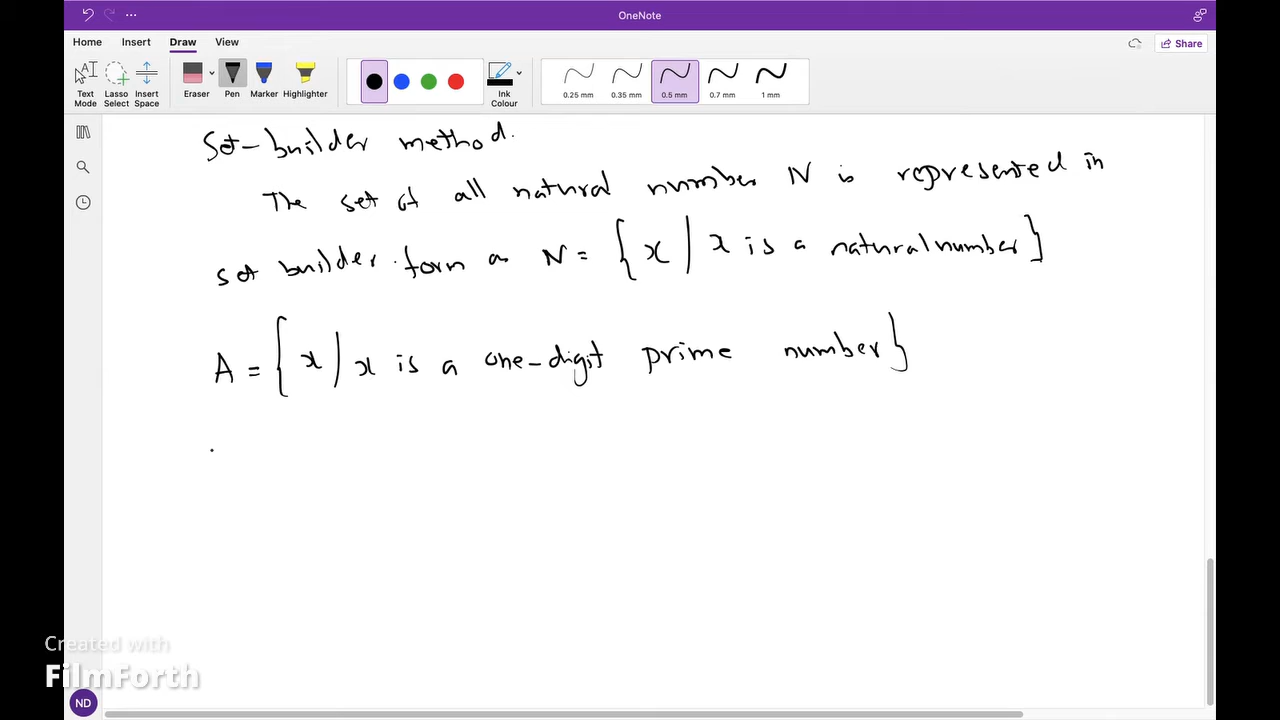 OneNote
Home Insert Draw View Share
Text Mode Lasso Select Insert Space Eraser Pen Marker Highlighter Ink Colour 0.25 mm 0.35 mm 0.5 mm 0.7 mm 1 mm
Set-builder method.
The set of all natural number N is represented in
set builder form as N = {x | x is a natural number}
A = {x | x is a one-digit prime number}
Created with
FilmForth
ND